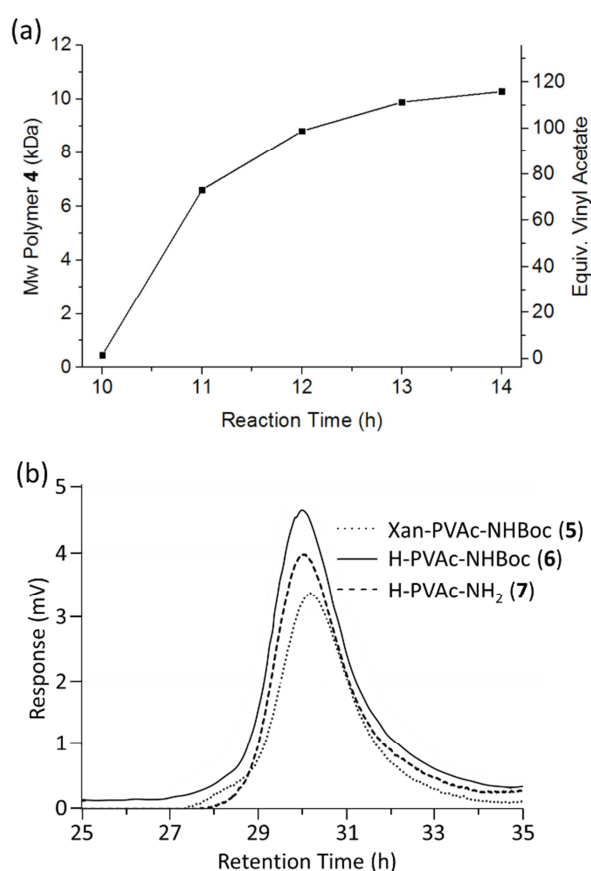 (a)
12
10
8
6
4
2
0
Mw Polymer 4 (kDa)
120
100
80
60
40
20
0
Equiv. Vinyl Acetate
10 11 12 13 14
Reaction Time (h)
(b)
5
4
3
2
1
0
Response (mV)
Xan-PVAc-NHBoc (5)
H-PVAc-NHBoc (6)
H-PVAc-NH₂ (7)
25 27 29 31 33 35
Retention Time (h)